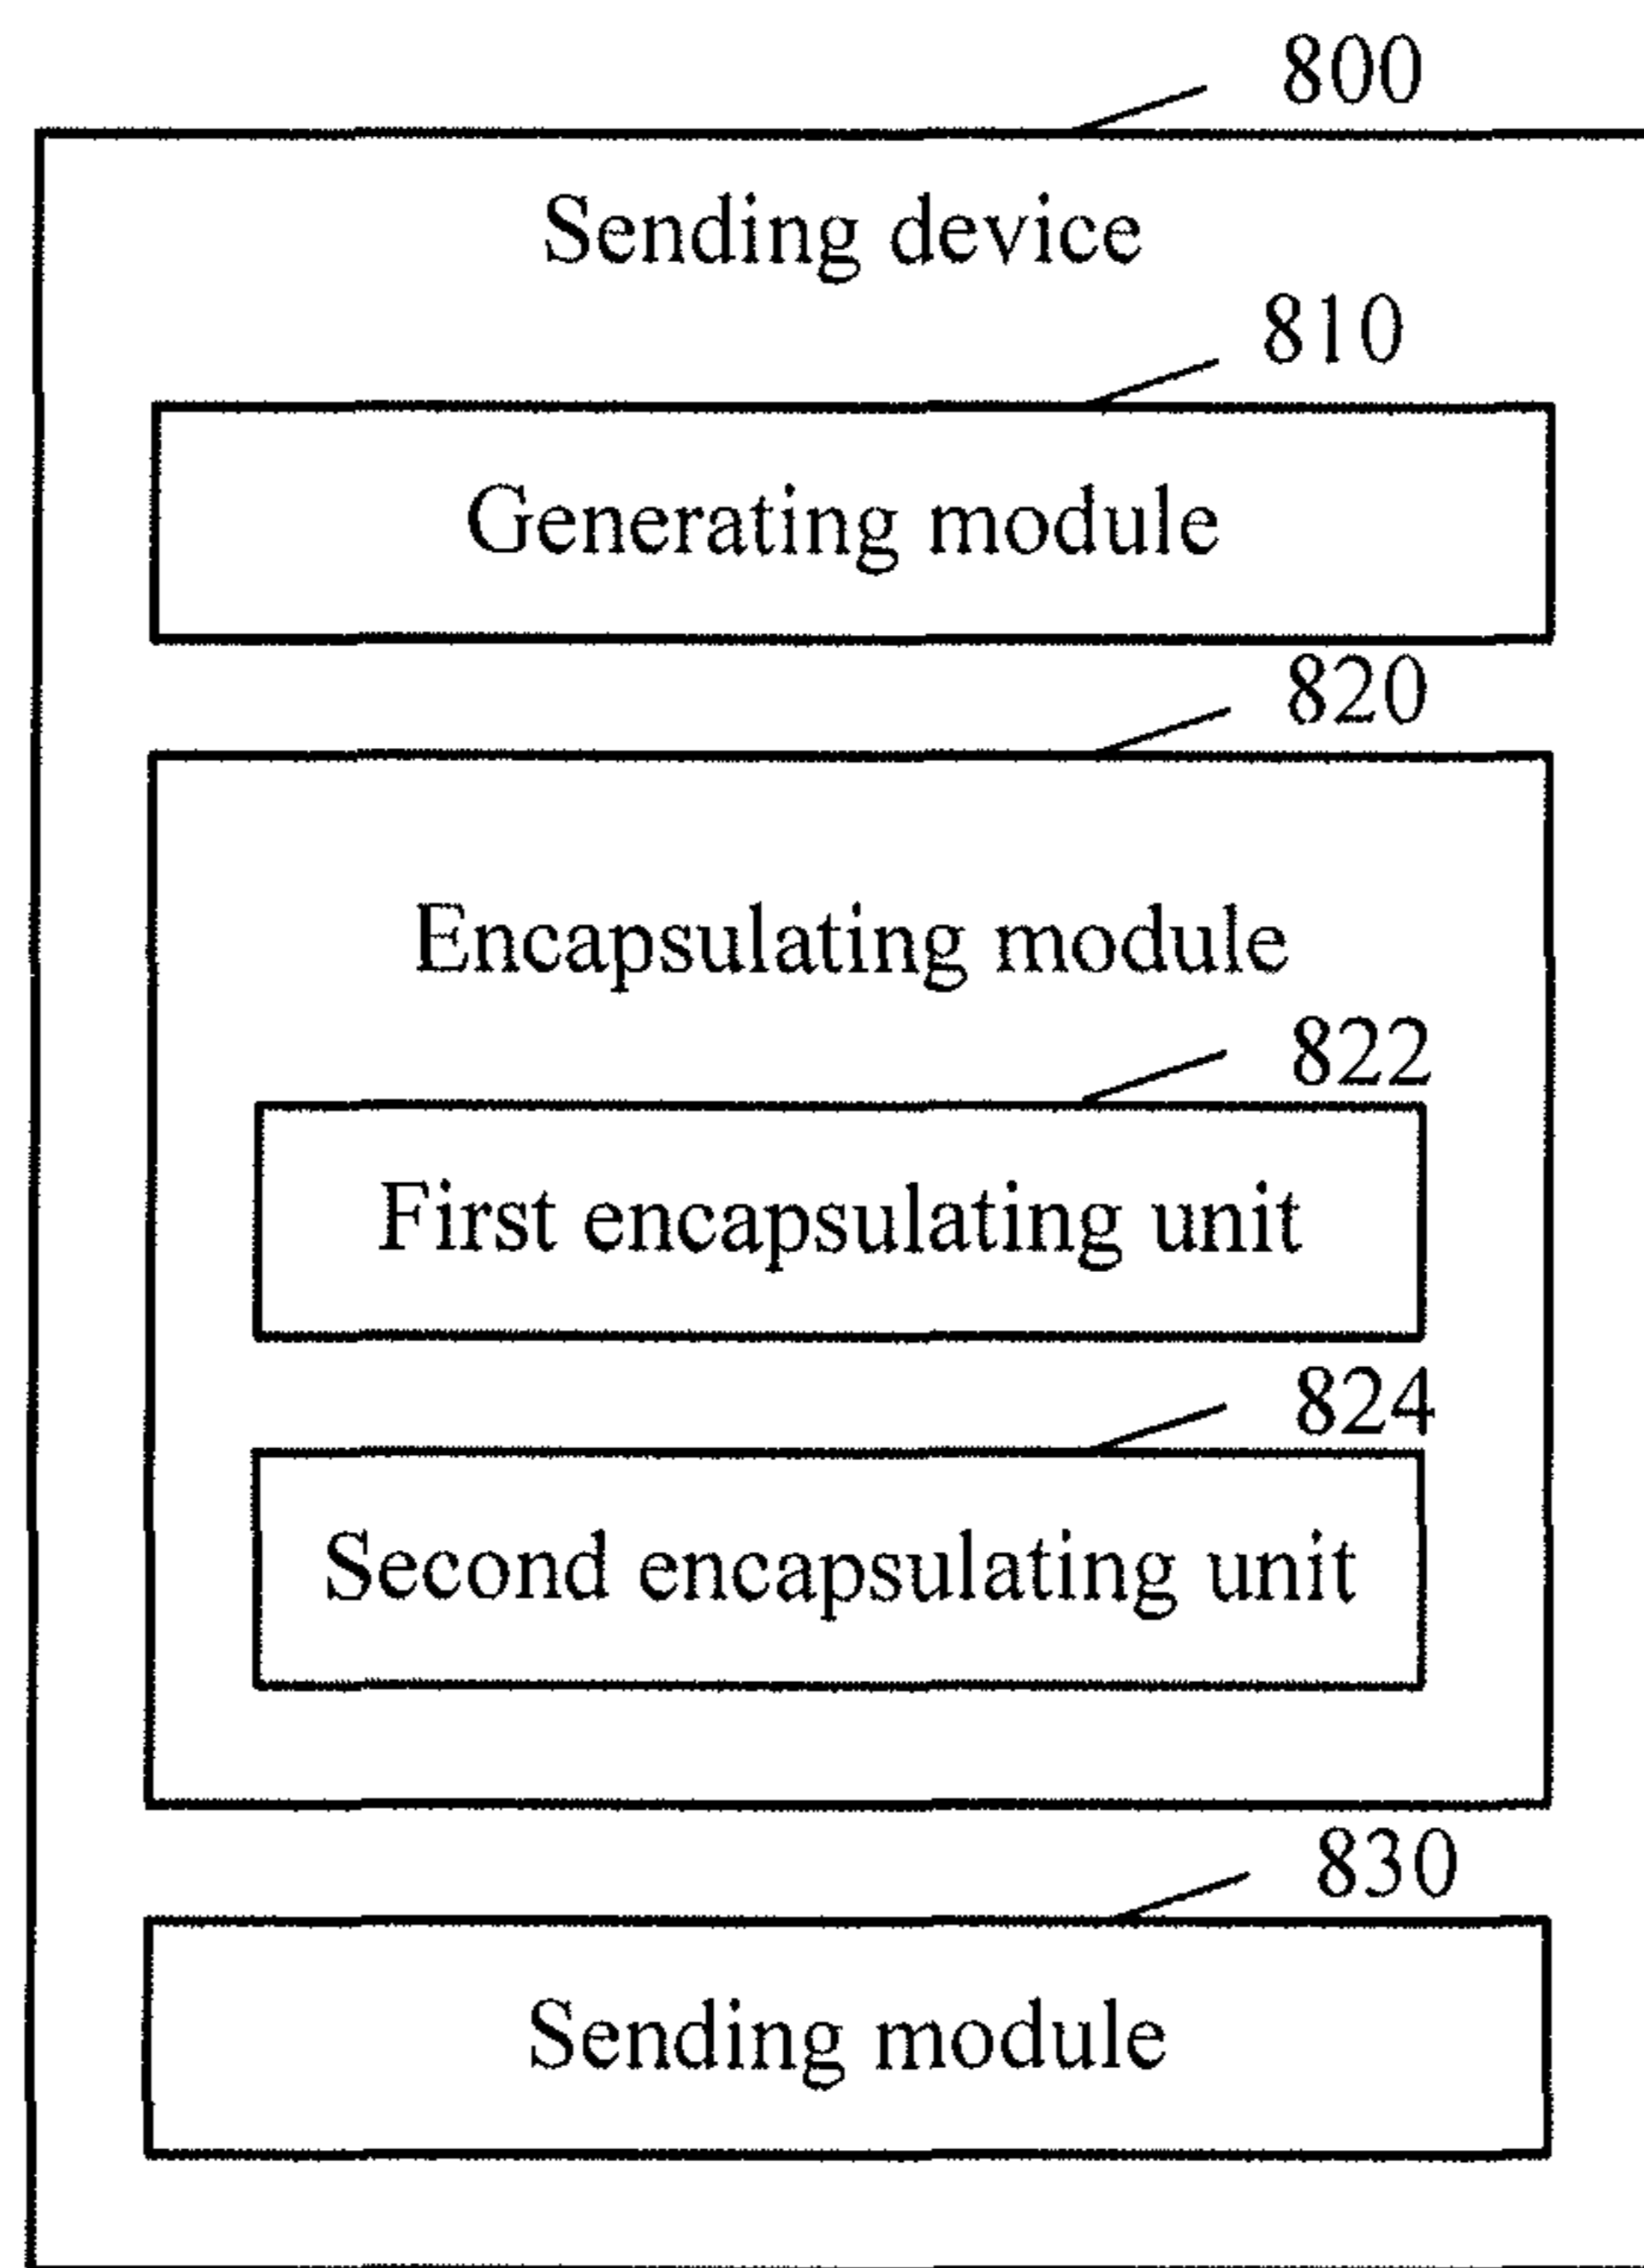 800
Sending device
810
Generating module
820
Encapsulating module
822
First encapsulating unit
824
Second encapsulating unit
830
Sending module